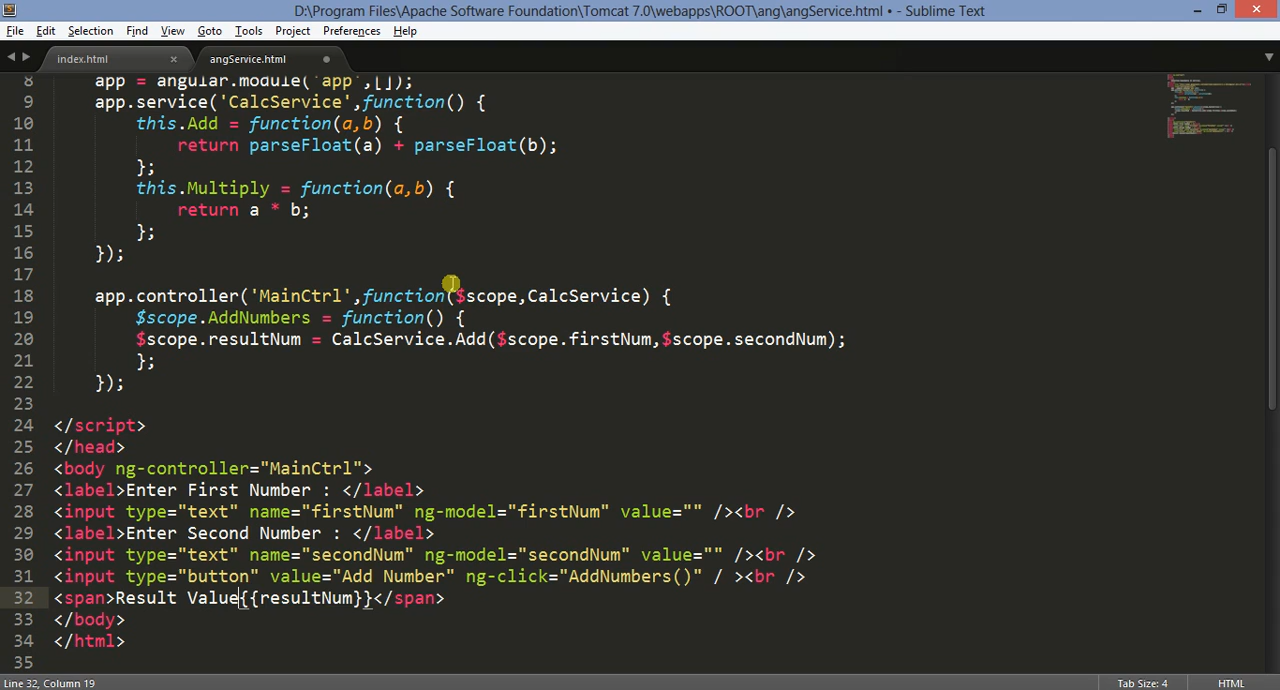 D:\Program Files\Apache Software Foundation\Tomcat 7.0\webapps\ROOT\ang\angService.html • - Sublime Text
File Edit Selection Find View Goto Tools Project Preferences Help
index.html × angService.html
8 app = angular.module('app',[]);
9 app.service('CalcService',function() {
10 this.Add = function(a,b) {
11 return parseFloat(a) + parseFloat(b);
12 };
13 this.Multiply = function(a,b) {
14 return a * b;
15 };
16 });
17
18 app.controller('MainCtrl',function($scope,CalcService) {
19 $scope.AddNumbers = function() {
20 $scope.resultNum = CalcService.Add($scope.firstNum,$scope.secondNum);
21 };
22 });
23
24 </script>
25 </head>
26 <body ng-controller="MainCtrl">
27 <label>Enter First Number : </label>
28 <input type="text" name="firstNum" ng-model="firstNum" value="" /><br />
29 <label>Enter Second Number : </label>
30 <input type="text" name="secondNum" ng-model="secondNum" value="" /><br />
31 <input type="button" value="Add Number" ng-click="AddNumbers()" / ><br />
32 <span>Result Value{{resultNum}}</span>
33 </body>
34 </html>
35
Line 32, Column 19 Tab Size: 4 HTML